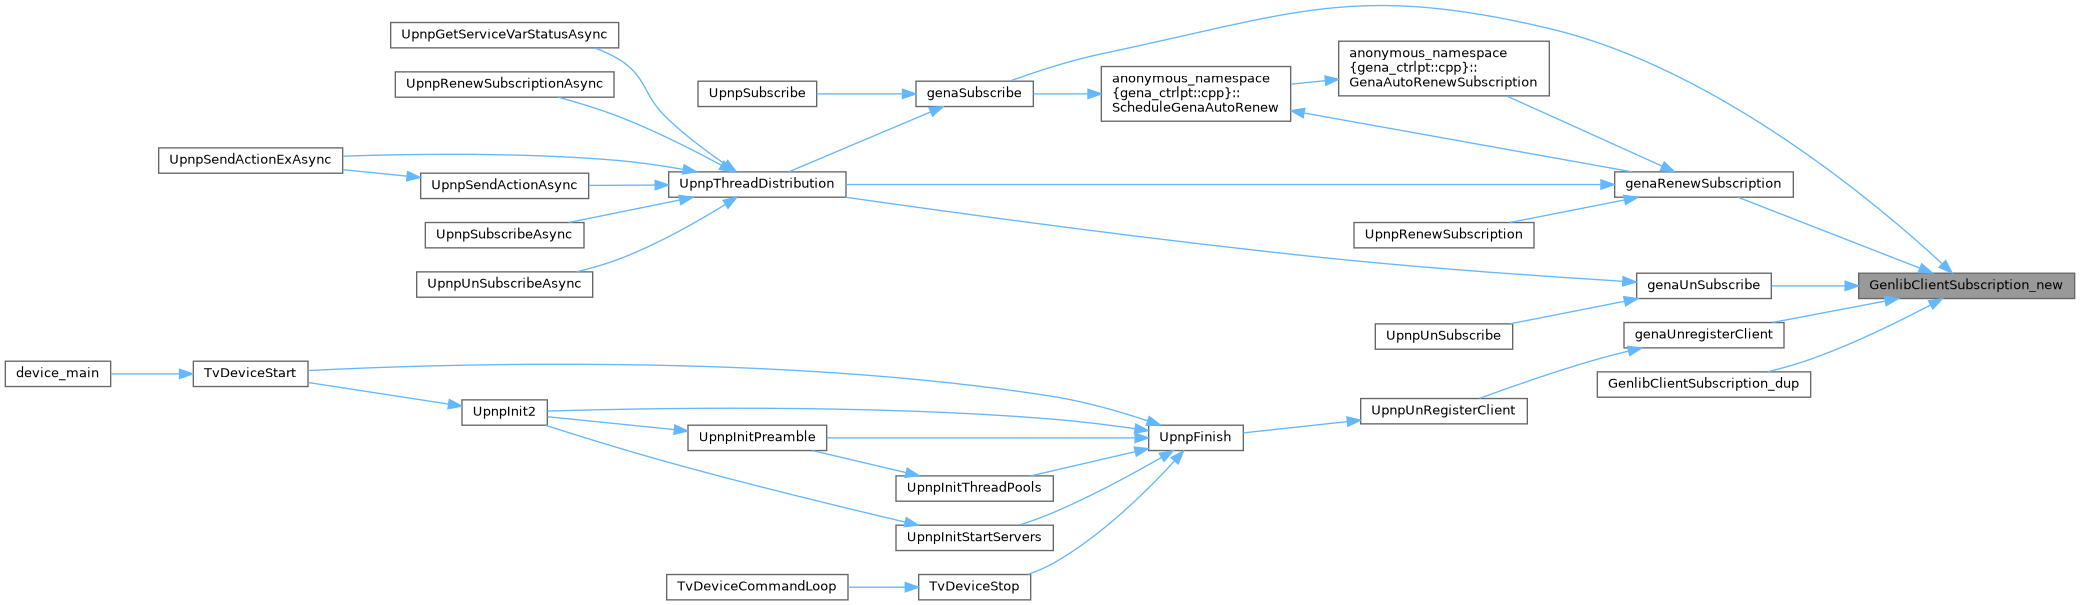 UpnpGetServiceVarStatusAsync
UpnpRenewSubscriptionAsync
UpnpSubscribe
genaSubscribe
anonymous_namespace
{gena_ctrlpt::cpp}::
ScheduleGenaAutoRenew
anonymous_namespace
{gena_ctrlpt::cpp}::
GenaAutoRenewSubscription
UpnpSendActionExAsync
UpnpSendActionAsync
UpnpThreadDistribution
genaRenewSubscription
UpnpSubscribeAsync
UpnpRenewSubscription
UpnpUnSubscribeAsync
genaUnSubscribe
GenlibClientSubscription_new
UpnpUnSubscribe
genaUnregisterClient
device_main
TvDeviceStart
GenlibClientSubscription_dup
UpnpInit2
UpnpUnRegisterClient
UpnpInitPreamble
UpnpFinish
UpnpInitThreadPools
UpnpInitStartServers
TvDeviceCommandLoop
TvDeviceStop